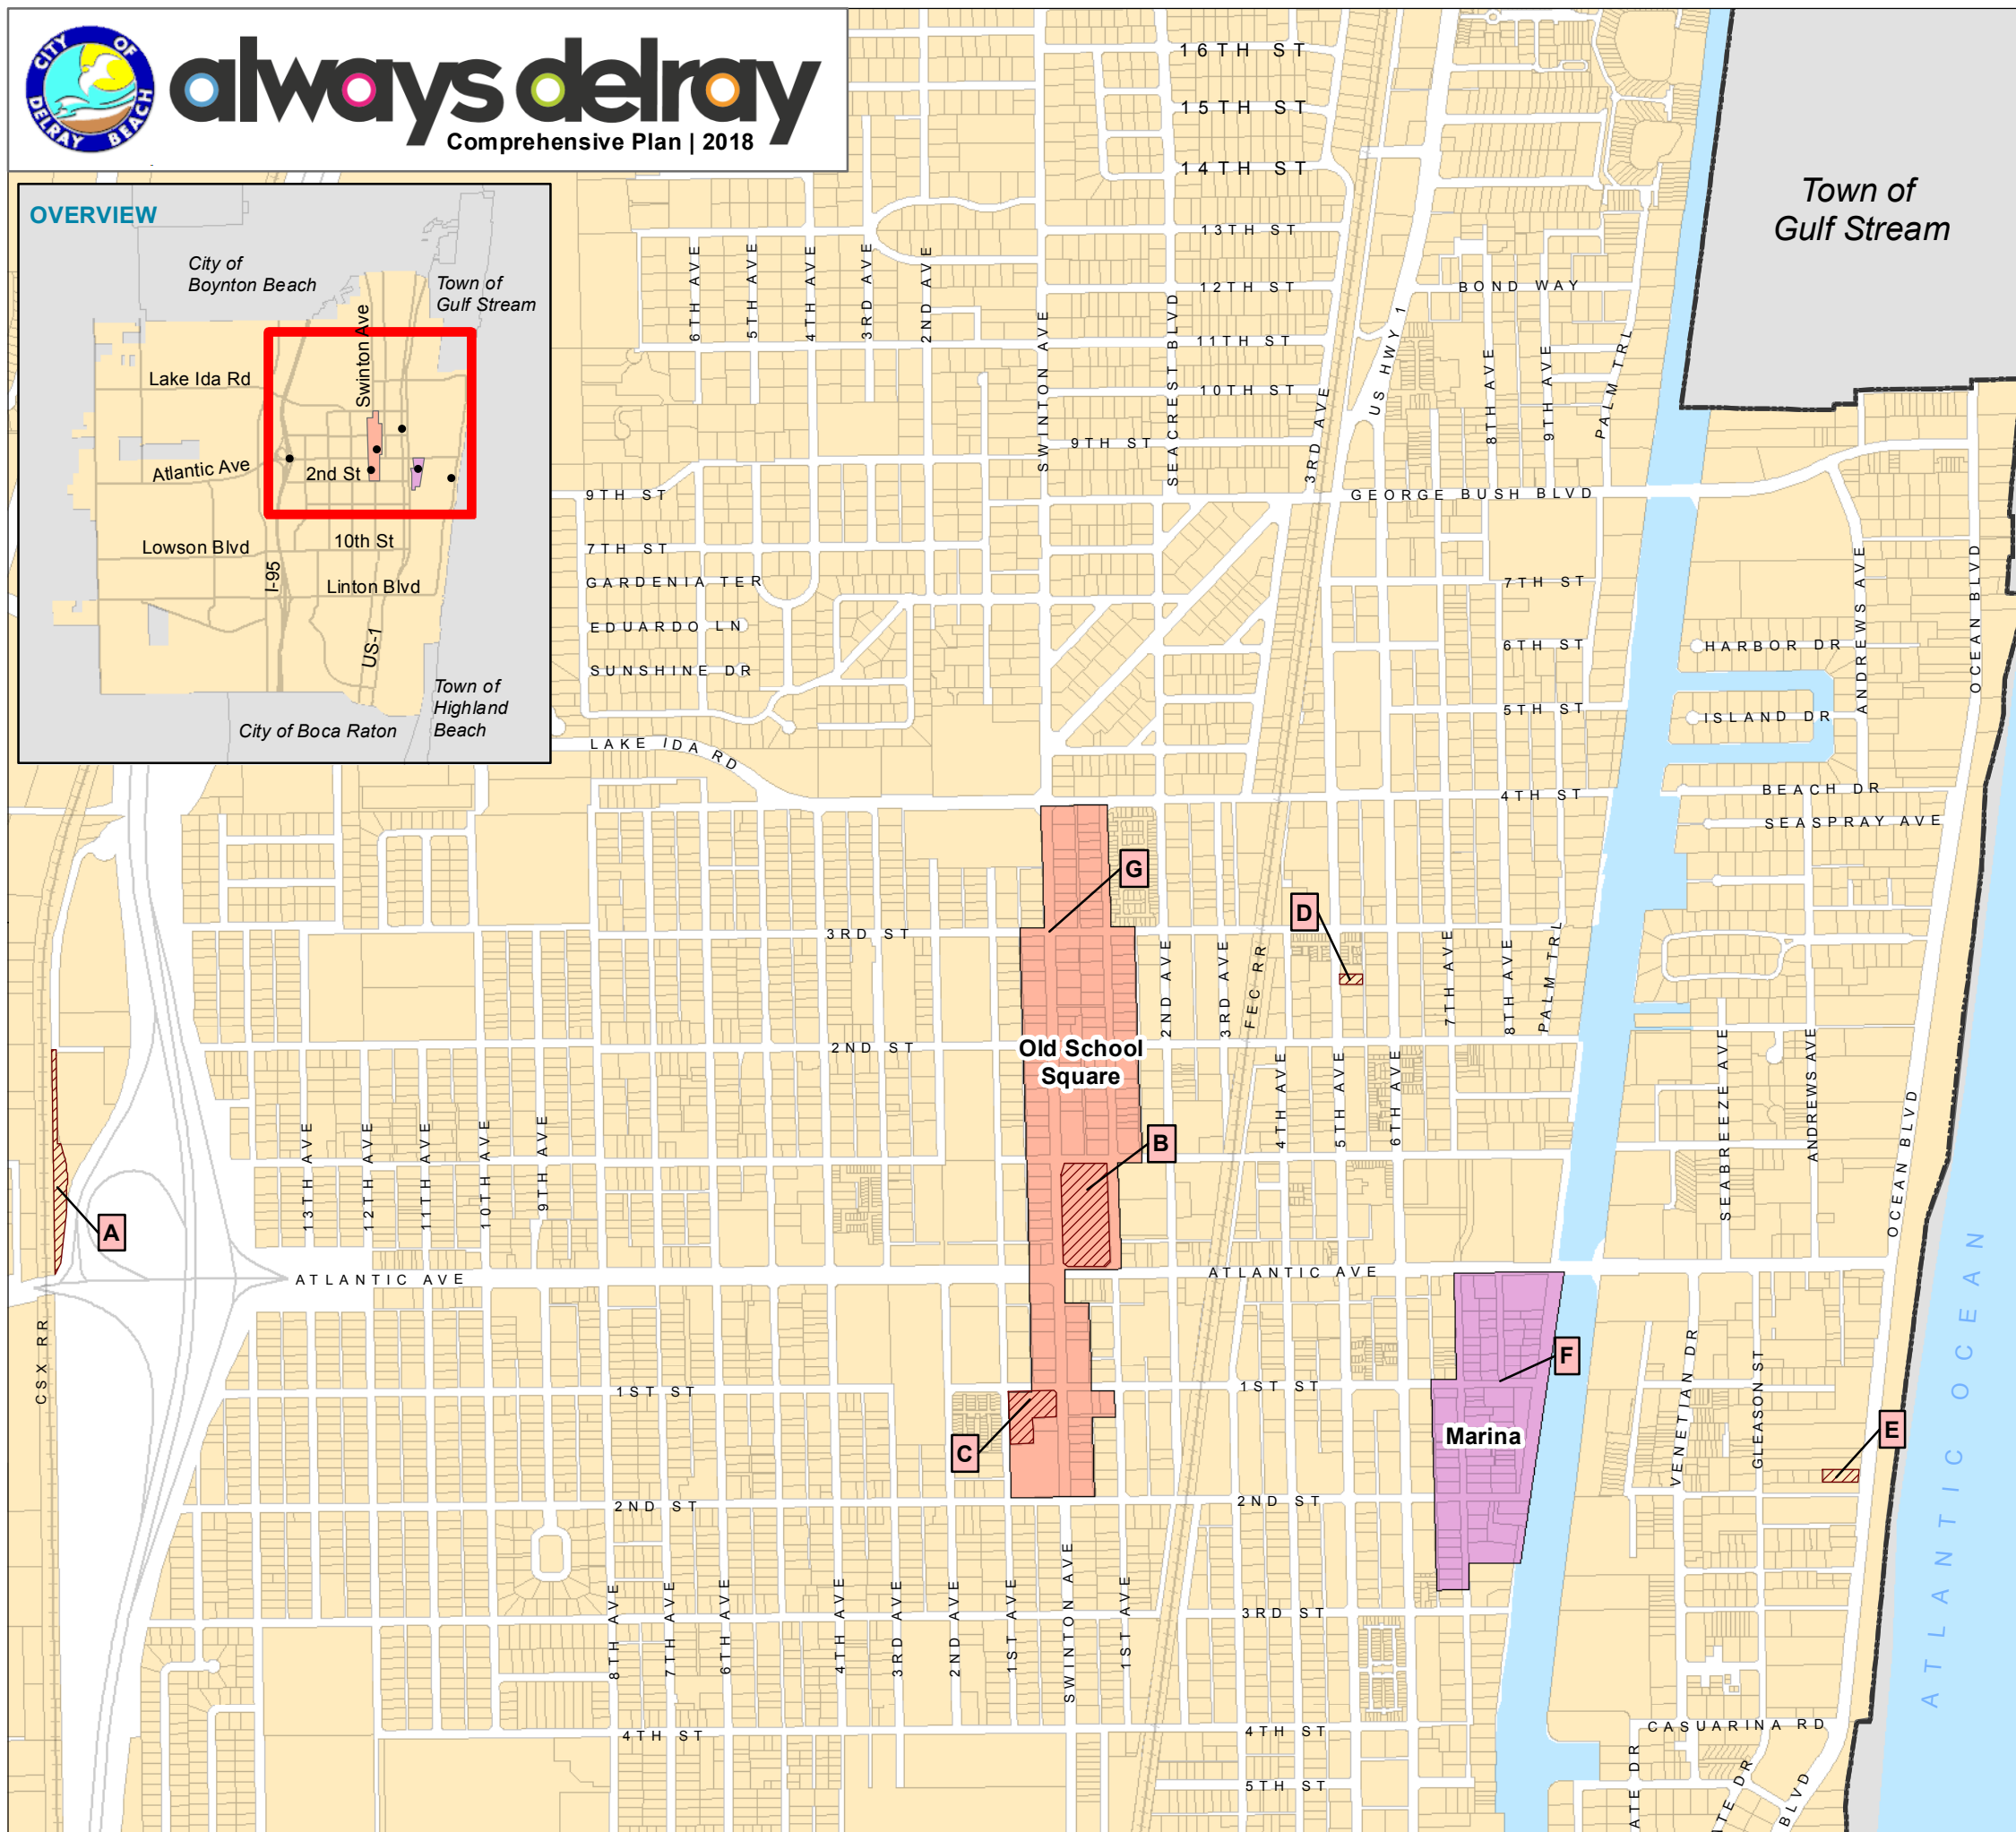 CITY OF
DELRAY BEACH
always delray
Comprehensive Plan | 2018
OVERVIEW
City of
Boynton Beach
Town of
Gulf Stream
Swinton Ave
Lake Ida Rd
Atlantic Ave
2nd St
Lowson Blvd
10th St
I-95
Linton Blvd
US-1
Town of
Highland
Beach
City of Boca Raton
Town of
Gulf Stream
16TH ST
15TH ST
14TH ST
13TH ST
12TH ST
11TH ST
10TH ST
9TH ST
6TH AVE
5TH AVE
4TH AVE
3RD AVE
2ND AVE
SWINTON AVE
SEACREST BLVD
3RD AVE
US HWY 1
BOND WAY
8TH AVE
9TH AVE
PALM TRL
9TH ST
GEORGE BUSH BLVD
7TH ST
GARDENIA TER
EDUARDO LN
SUNSHINE DR
LAKE IDA RD
7TH ST
6TH ST
5TH ST
4TH ST
HARBOR DR
ISLAND DR
ANDREWS AVE
OCEAN BLVD
BEACH DR
SEASPRAY AVE
G
D
3RD ST
2ND AVE
3RD AVE
FEC RR
7TH AVE
8TH AVE
PALM TRL
2ND ST
Old School
Square
4TH AVE
5TH AVE
6TH AVE
SEABREEZE AVE
ANDREWS AVE
OCEAN BLVD
13TH AVE
12TH AVE
11TH AVE
10TH AVE
9TH AVE
B
A
ATLANTIC AVE
ATLANTIC AVE
CSX RR
F
1ST ST
1ST ST
C
Marina
VENETIAN DR
GLEASON ST
E
2ND ST
2ND ST
ATLANTIC OCEAN
8TH AVE
7TH AVE
6TH AVE
4TH AVE
3RD AVE
2ND AVE
1ST AVE
SWINTON AVE
1ST AVE
3RD ST
4TH ST
4TH ST
5TH ST
CASUARINA RD
ATE DR
TE DR
BLVD